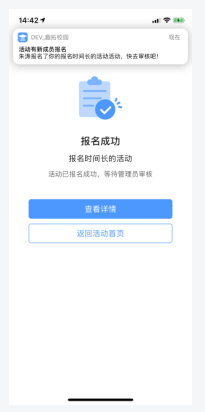 14:42
DEV_趣拓校园 现在
活动有新成员报名
朱涛报名了你的报名时间长的活动活动，快去审核吧！
报名成功
报名时间长的活动
活动已报名成功，等待管理员审核
查看详情
返回活动首页